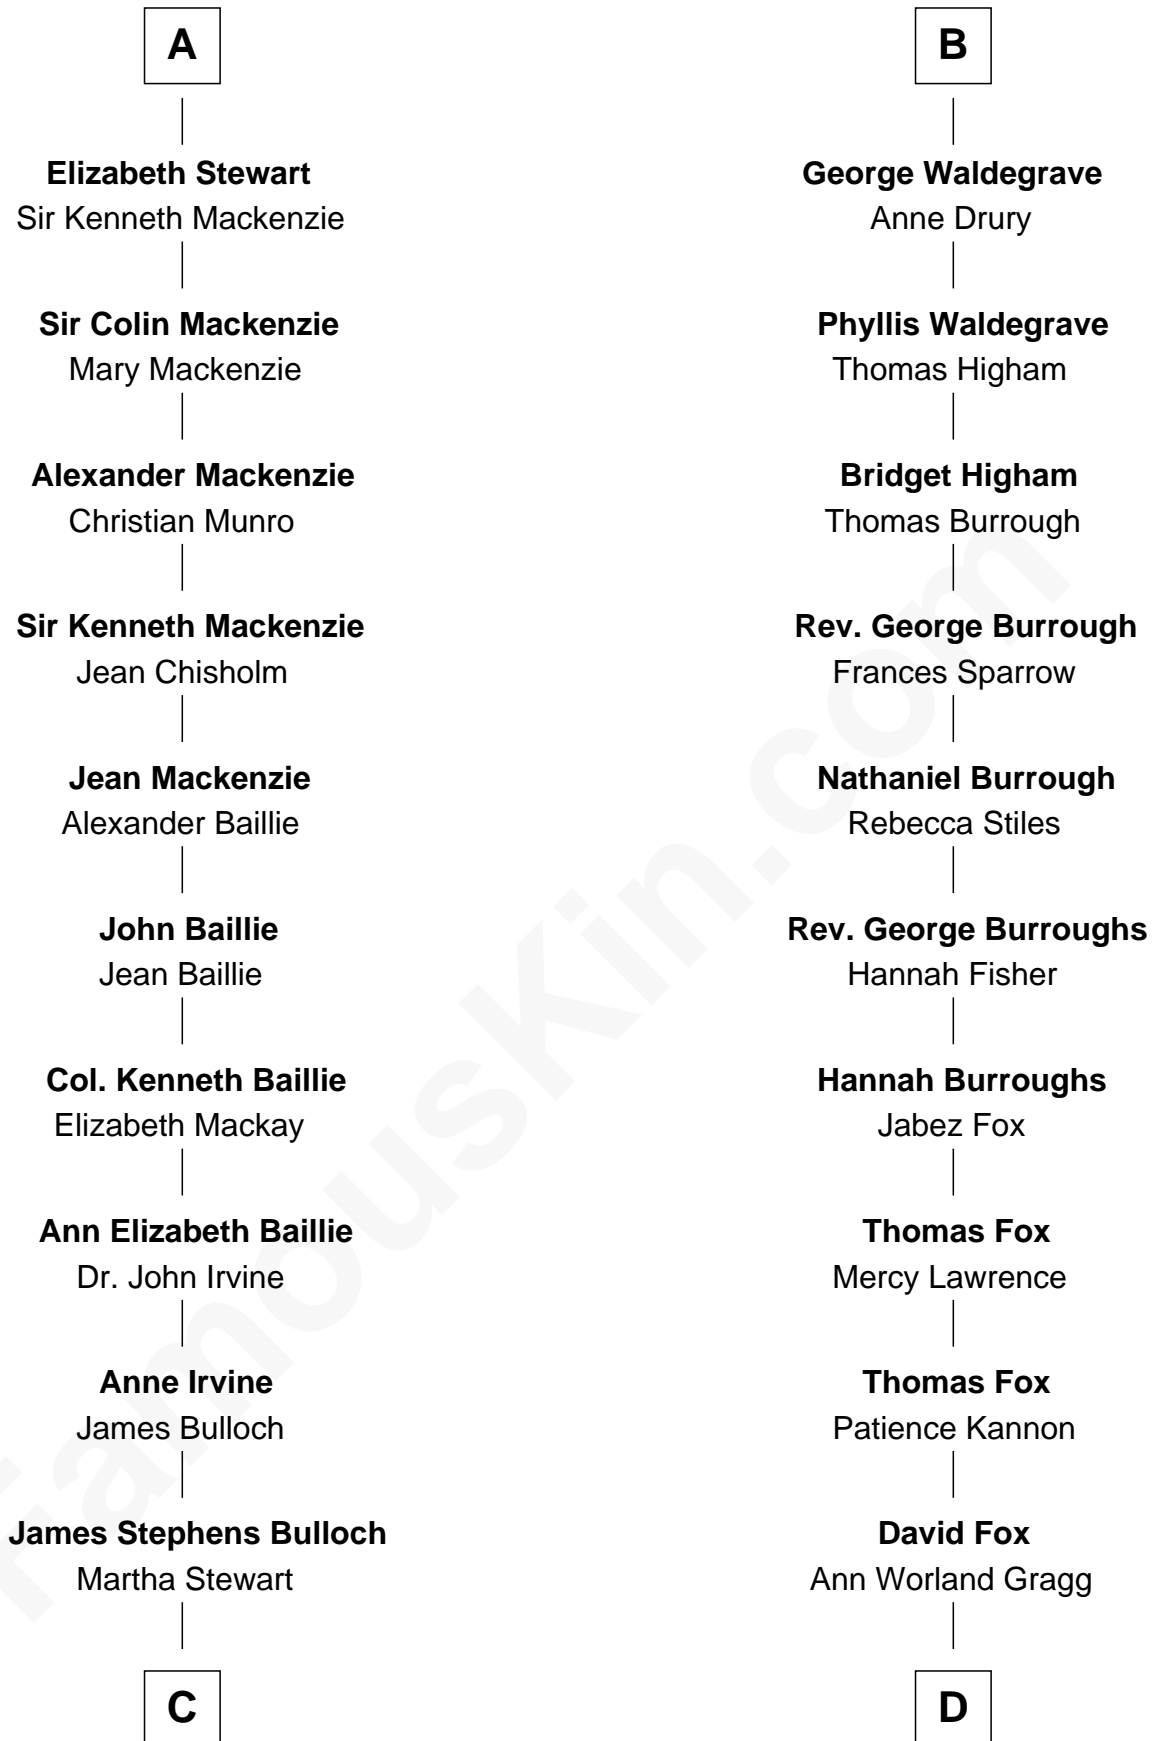 A
Elizabeth Stewart
Sir Kenneth Mackenzie
Sir Colin Mackenzie
Mary Mackenzie
Alexander Mackenzie
Christian Munro
Sir Kenneth Mackenzie
Jean Chisholm
Jean Mackenzie
Alexander Baillie
John Baillie
Jean Baillie
Col. Kenneth Baillie
Elizabeth Mackay
Ann Elizabeth Baillie
Dr. John Irvine
Anne Irvine
James Bulloch
James Stephens Bulloch
Martha Stewart
C
B
George Waldegrave
Anne Drury
Phyllis Waldegrave
Thomas Higham
Bridget Higham
Thomas Burrough
Rev. George Burrough
Frances Sparrow
Nathaniel Burrough
Rebecca Stiles
Rev. George Burroughs
Hannah Fisher
Hannah Burroughs
Jabez Fox
Thomas Fox
Mercy Lawrence
Thomas Fox
Patience Kannon
David Fox
Ann Worland Gragg
D
FamousKin.com